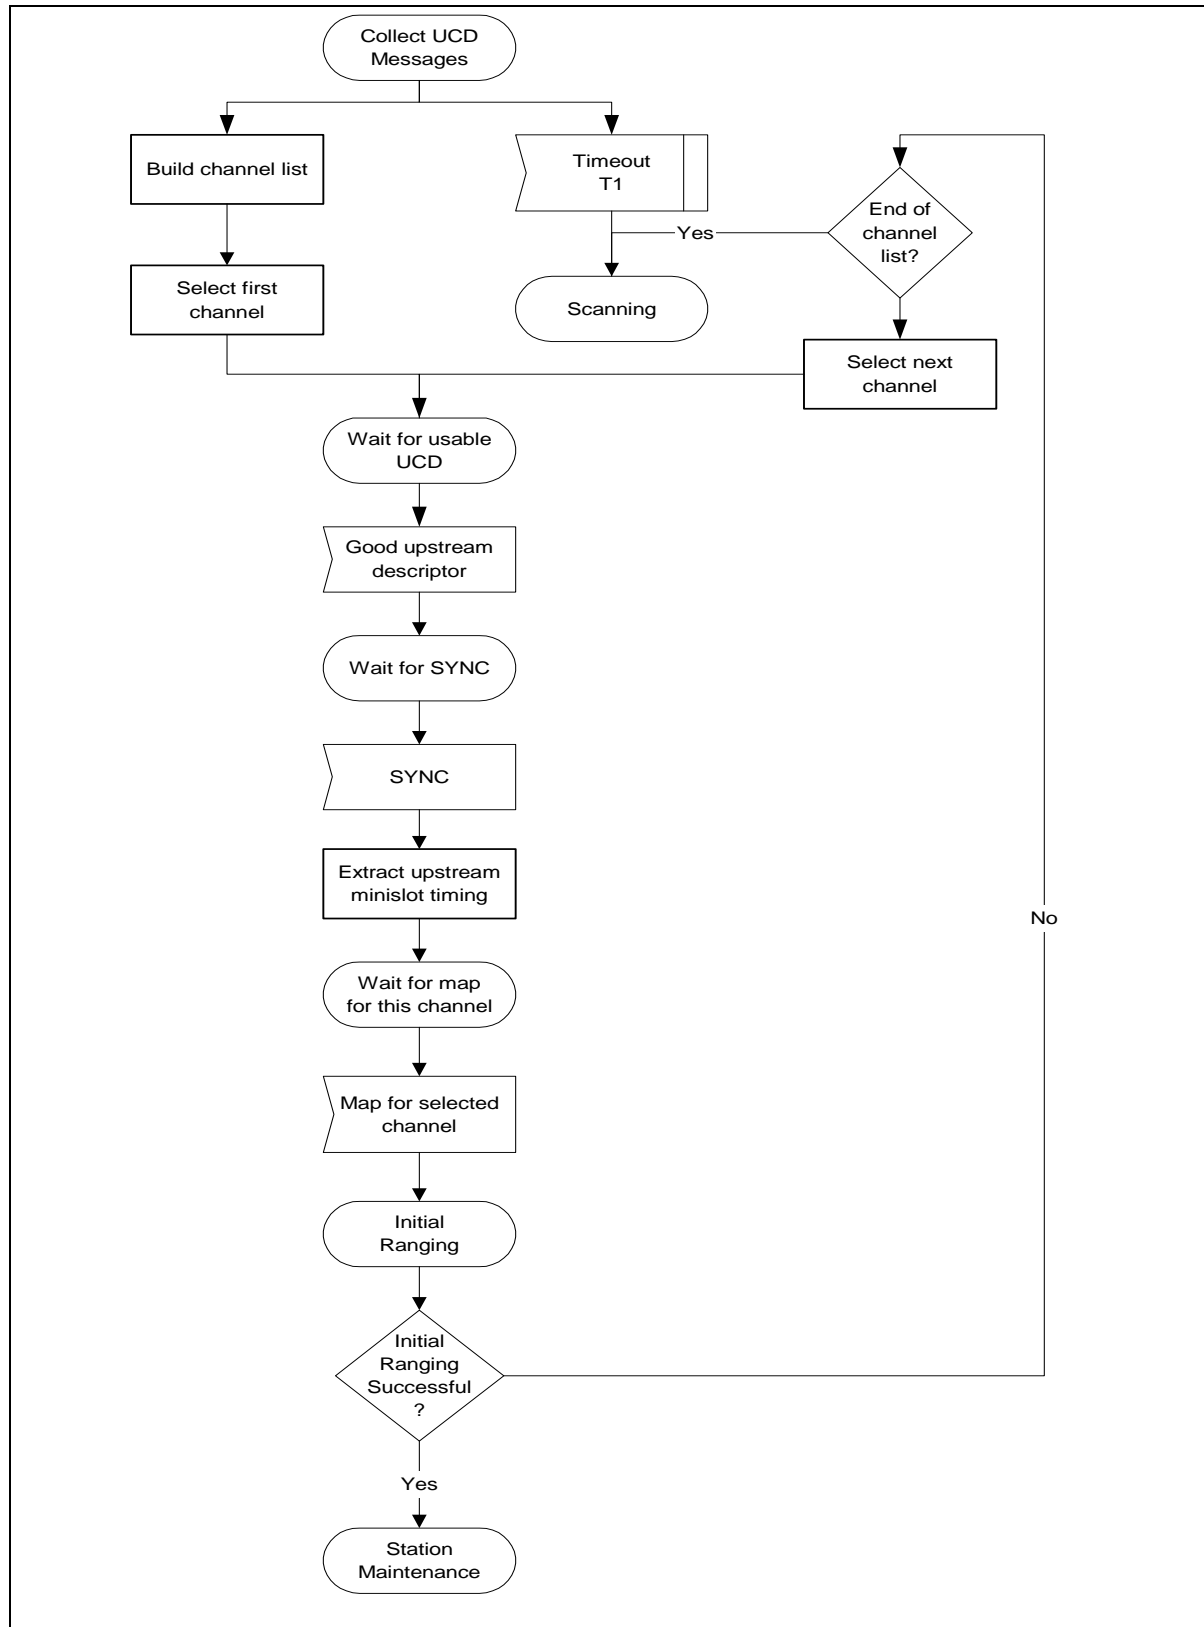 Collect UCD
Messages
Build channel list
Timeout
T1
End of
channel
list?
Yes
Select first
channel
Scanning
Select next
channel
Wait for usable
UCD
Good upstream
descriptor
Wait for SYNC
SYNC
Extract upstream
minislot timing
No
Wait for map
for this channel
Map for selected
channel
Initial
Ranging
Initial
Ranging
Successful
?
Yes
Station
Maintenance